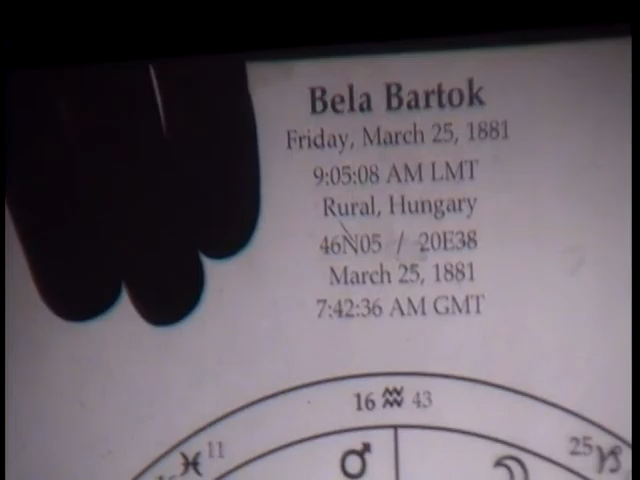 Bela Bartok
Friday, March 25, 1881
9:05:08 AM LMT
Rural, Hungary
46N05 / 20E38
March 25, 1881
7:42:36 AM GMT
16 ♒ 43
♓ 11
25 ♑